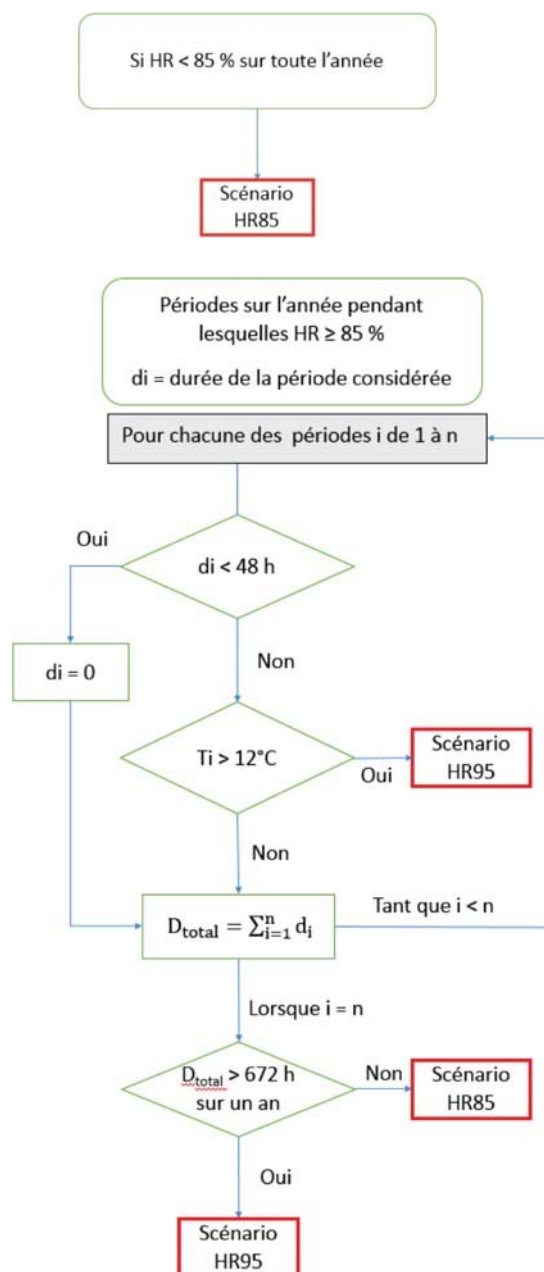 Si HR < 85 % sur toute l'année
Scénario
HR85
Périodes sur l'année pendant
lesquelles HR ≥ 85 %
di = durée de la période considérée
Pour chacune des périodes i de 1 à n
Oui
di < 48 h
di = 0
Non
Ti > 12°C
Oui
Scénario
HR95
Non
D_total = ∑_{i=1}^{n} d_i
Tant que i < n
Lorsque i = n
D_total > 672 h
sur un an
Non
Scénario
HR85
Oui
Scénario
HR95